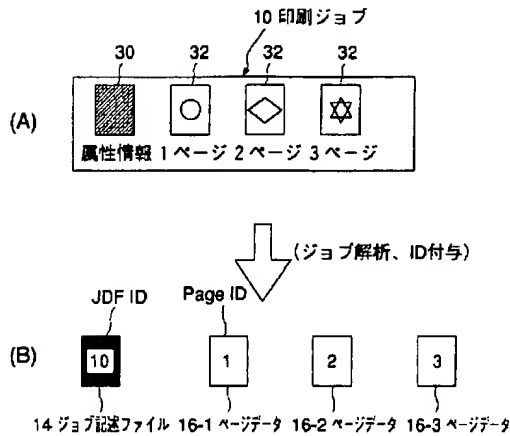 10 印刷ジョブ
30 32 32 32
(A)
属性情報 1ページ 2ページ 3ページ
(ジョブ解析、ID付与)
JDF ID Page ID
(B) 10 1 2 3
14 ジョブ記述ファイル 16-1 ページデータ 16-2 ページデータ 16-3 ページデータ